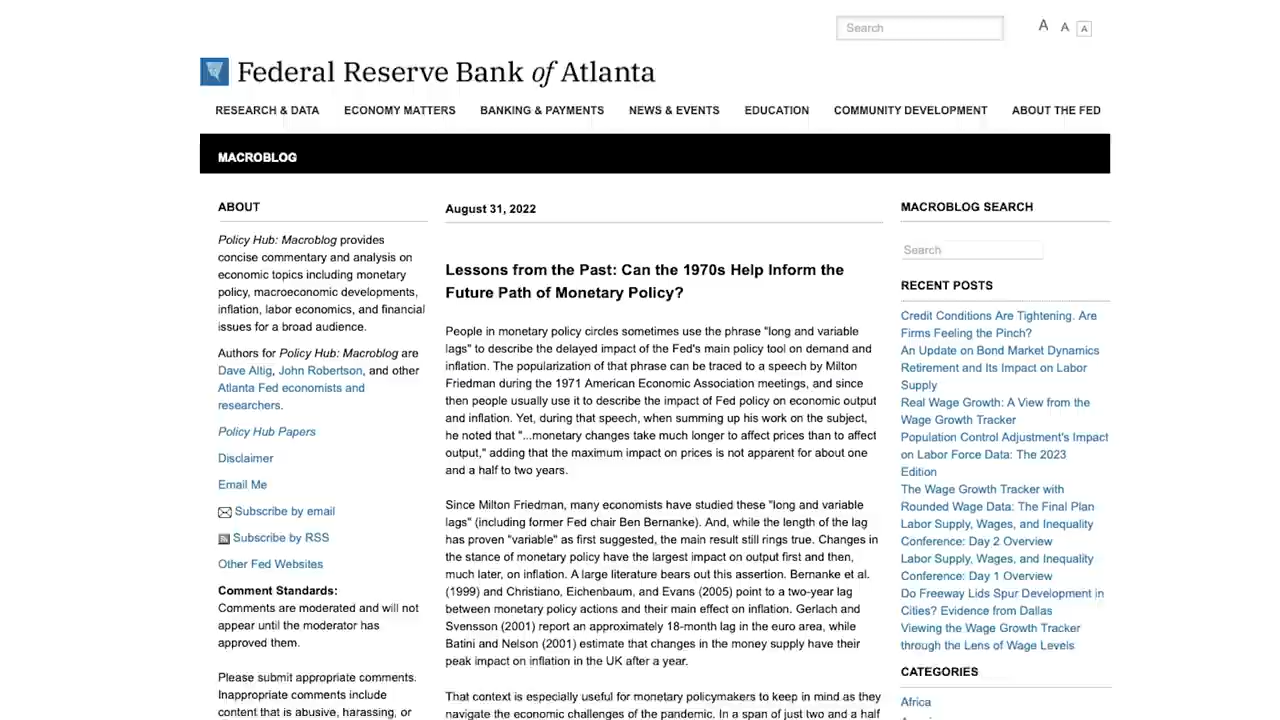 Search
A A A
Federal Reserve Bank of Atlanta
RESEARCH & DATA ECONOMY MATTERS BANKING & PAYMENTS NEWS & EVENTS EDUCATION COMMUNITY DEVELOPMENT ABOUT THE FED
MACROBLOG
ABOUT
Policy Hub: Macroblog provides
concise commentary and analysis on
economic topics including monetary
policy, macroeconomic developments,
inflation, labor economics, and financial
issues for a broad audience.
Authors for Policy Hub: Macroblog are
Dave Altig, John Robertson, and other
Atlanta Fed economists and
researchers.
Policy Hub Papers
Disclaimer
Email Me
Subscribe by email
Subscribe by RSS
Other Fed Websites
Comment Standards:
Comments are moderated and will not
appear until the moderator has
approved them.
Please submit appropriate comments.
Inappropriate comments include
content that is abusive, harassing, or
August 31, 2022
Lessons from the Past: Can the 1970s Help Inform the
Future Path of Monetary Policy?
People in monetary policy circles sometimes use the phrase "long and variable
lags" to describe the delayed impact of the Fed's main policy tool on demand and
inflation. The popularization of that phrase can be traced to a speech by Milton
Friedman during the 1971 American Economic Association meetings, and since
then people usually use it to describe the impact of Fed policy on economic output
and inflation. Yet, during that speech, when summing up his work on the subject,
he noted that "...monetary changes take much longer to affect prices than to affect
output," adding that the maximum impact on prices is not apparent for about one
and a half to two years.
Since Milton Friedman, many economists have studied these "long and variable
lags" (including former Fed chair Ben Bernanke). And, while the length of the lag
has proven "variable" as first suggested, the main result still rings true. Changes in
the stance of monetary policy have the largest impact on output first and then,
much later, on inflation. A large literature bears out this assertion. Bernanke et al.
(1999) and Christiano, Eichenbaum, and Evans (2005) point to a two-year lag
between monetary policy actions and their main effect on inflation. Gerlach and
Svensson (2001) report an approximately 18-month lag in the euro area, while
Batini and Nelson (2001) estimate that changes in the money supply have their
peak impact on inflation in the UK after a year.
That context is especially useful for monetary policymakers to keep in mind as they
navigate the economic challenges of the pandemic. In a span of just two and a half
MACROBLOG SEARCH
Search
RECENT POSTS
Credit Conditions Are Tightening. Are
Firms Feeling the Pinch?
An Update on Bond Market Dynamics
Retirement and Its Impact on Labor
Supply
Real Wage Growth: A View from the
Wage Growth Tracker
Population Control Adjustment's Impact
on Labor Force Data: The 2023
Edition
The Wage Growth Tracker with
Rounded Wage Data: The Final Plan
Labor Supply, Wages, and Inequality
Conference: Day 2 Overview
Labor Supply, Wages, and Inequality
Conference: Day 1 Overview
Do Freeway Lids Spur Development in
Cities? Evidence from Dallas
Viewing the Wage Growth Tracker
through the Lens of Wage Levels
CATEGORIES
Africa